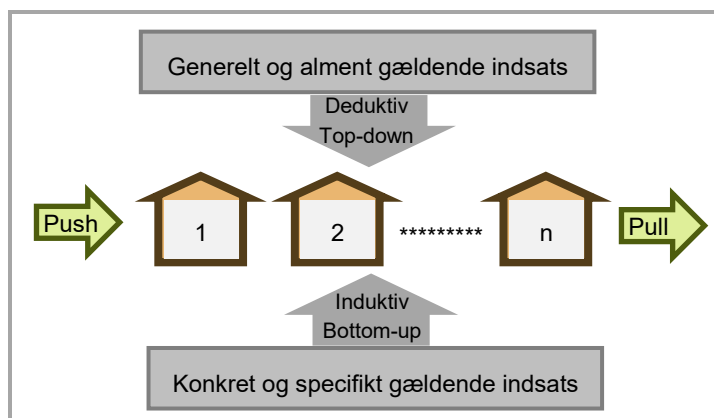 Generelt og alment gældende indsats
Deduktiv
Top-down
Push
1
2
*********
n
Pull
Induktiv
Bottom-up
Konkret og specifikt gældende indsats